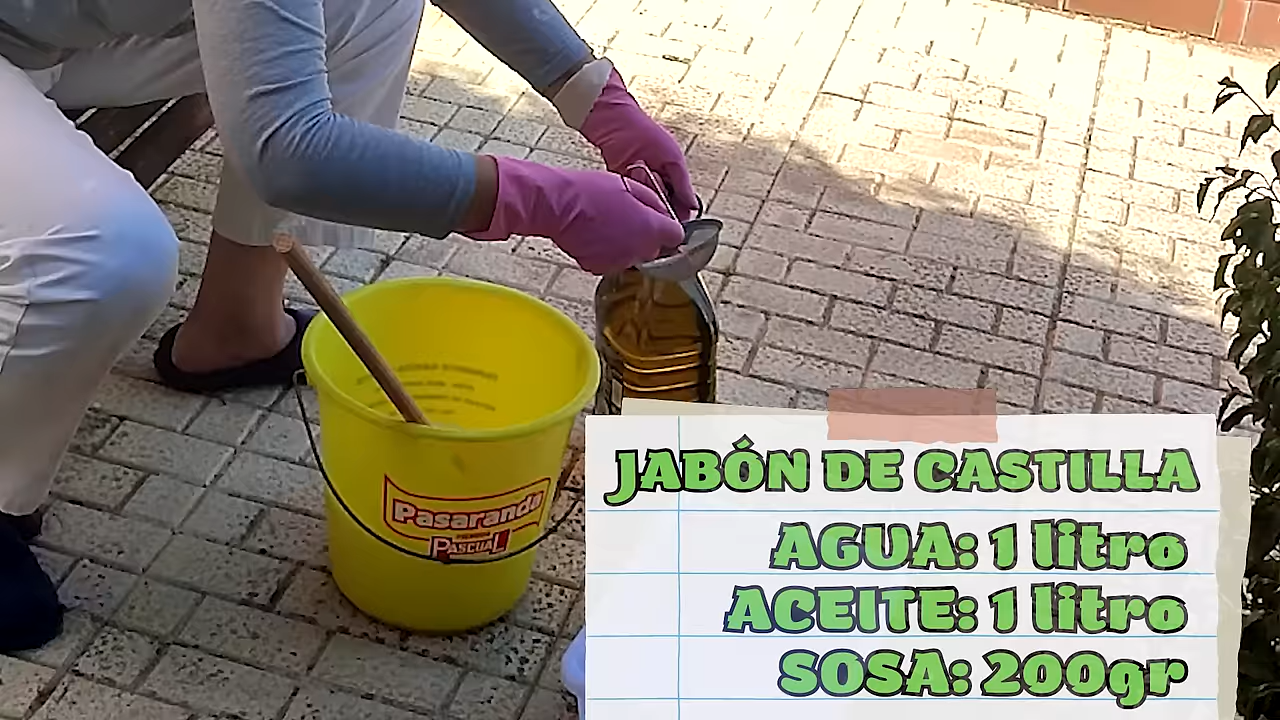 Pasaranda
PASCUAL
JABÓN DE CASTILLA
AGUA: 1 litro
ACEITE: 1 litro
SOSA: 200gr